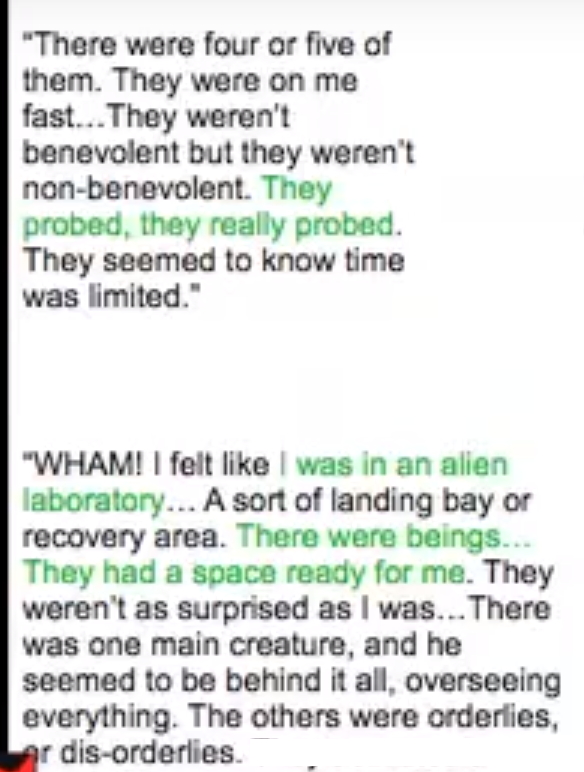 "There were four or five of
them. They were on me
fast...They weren't
benevolent but they weren't
non-benevolent. They
probed, they really probed.
They seemed to know time
was limited."
"WHAM! I felt like I was in an alien
laboratory... A sort of landing bay or
recovery area. There were beings...
They had a space ready for me. They
weren't as surprised as I was...There
was one main creature, and he
seemed to be behind it all, overseeing
everything. The others were orderlies,
or dis-orderlies.